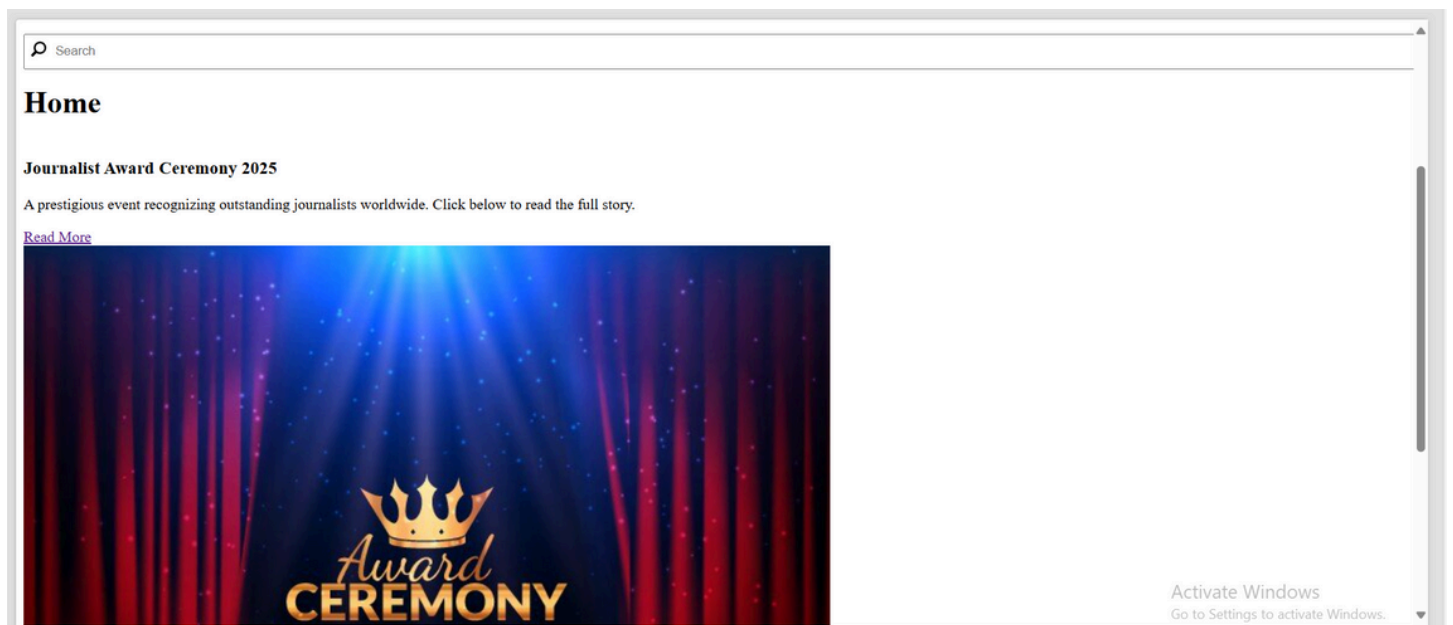 Search
Home
Journalist Award Ceremony 2025
A prestigious event recognizing outstanding journalists worldwide. Click below to read the full story.
Read More
Award
CEREMONY
Activate Windows
Go to Settings to activate Windows.